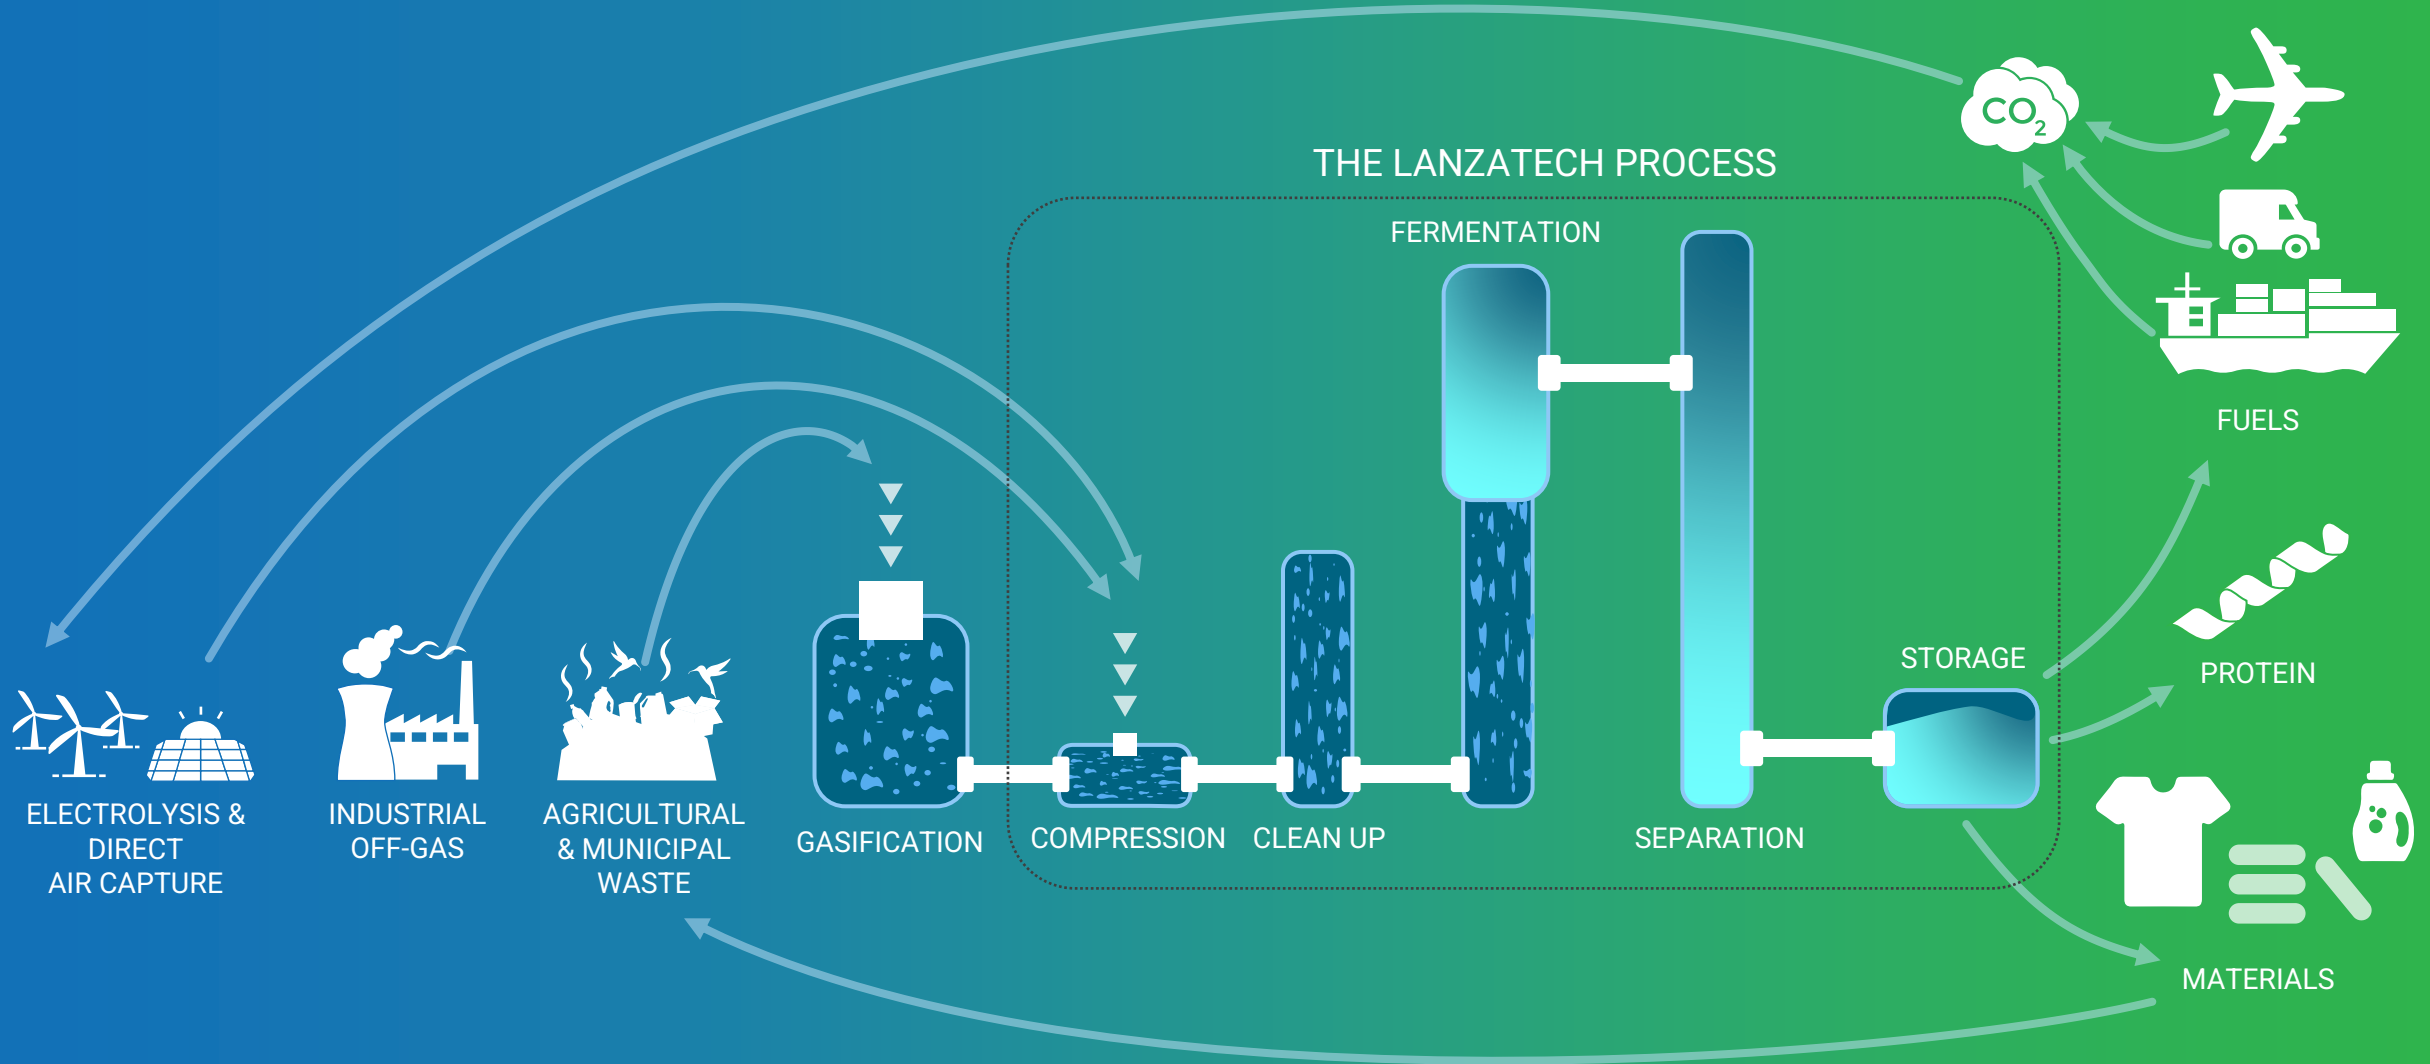 CO2
THE LANZATECH PROCESS
FERMENTATION
FUELS
STORAGE
PROTEIN
ELECTROLYSIS &
DIRECT
AIR CAPTURE
INDUSTRIAL
OFF-GAS
AGRICULTURAL
& MUNICIPAL
WASTE
GASIFICATION
COMPRESSION
CLEAN UP
SEPARATION
MATERIALS